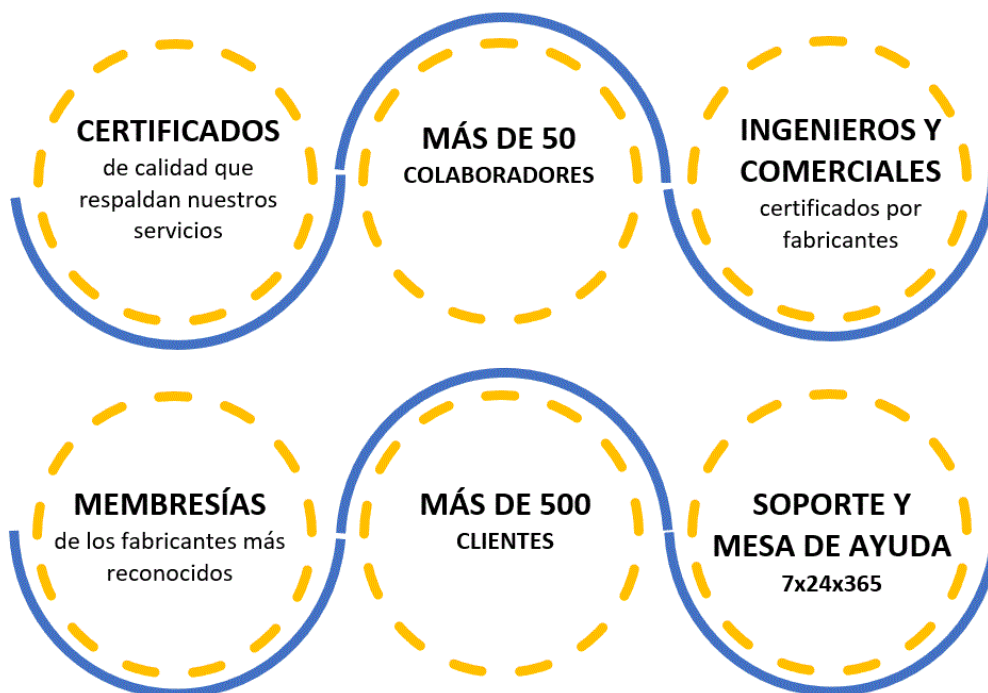 CERTIFICADOS
de calidad que
respaldan nuestros
servicios
MÁS DE 50
COLABORADORES
INGENIEROS Y
COMERCIALES
certificados por
fabricantes
MEMBRESÍAS
de los fabricantes más
reconocidos
MÁS DE 500
CLIENTES
SOPORTE Y
MESA DE AYUDA
7x24x365